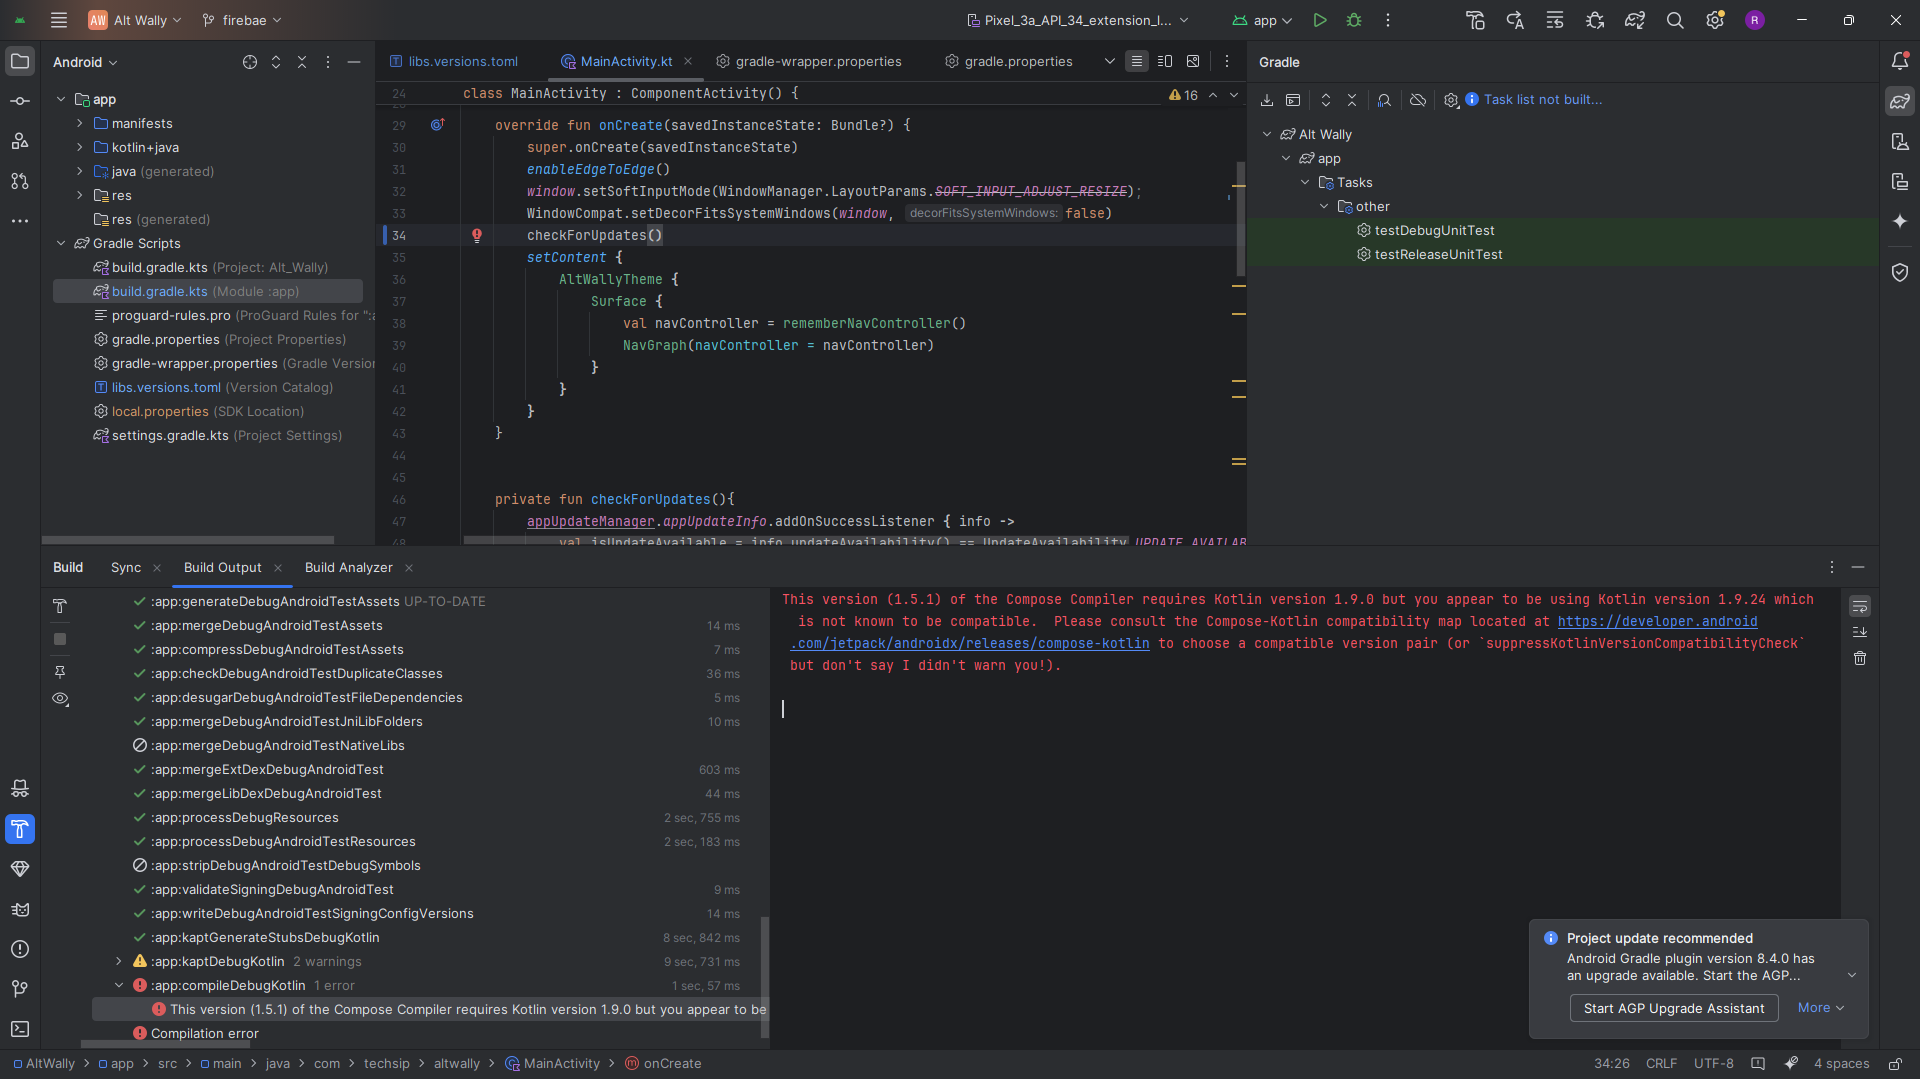 AW Alt Wally
firebae
Pixel_3a_API_34_extension_l...
app
R
Android
app
manifests
kotlin+java
java (generated)
res
res (generated)
Gradle Scripts
build.gradle.kts (Project: Alt_Wally)
build.gradle.kts (Module :app)
proguard-rules.pro (ProGuard Rules for ":a
gradle.properties (Project Properties)
gradle-wrapper.properties (Gradle Version
libs.versions.toml (Version Catalog)
local.properties (SDK Location)
settings.gradle.kts (Project Settings)
libs.versions.toml
MainActivity.kt
gradle-wrapper.properties
gradle.properties
24 class MainActivity : ComponentActivity() {
16
29 override fun onCreate(savedInstanceState: Bundle?) {
30 super.onCreate(savedInstanceState)
31 enableEdgeToEdge()
32 window.setSoftInputMode(WindowManager.LayoutParams.SOFT_INPUT_ADJUST_RESIZE);
33 WindowCompat.setDecorFitsSystemWindows(window, decorFitsSystemWindows: false)
34 checkForUpdates()
35 setContent {
36 AltWallyTheme {
37 Surface {
38 val navController = rememberNavController()
39 NavGraph(navController = navController)
40 }
41 }
42 }
43 }
44
45
46 private fun checkForUpdates(){
47 appUpdateManager.appUpdateInfo.addOnSuccessListener { info ->
48 val isUpdateAvailable = info.updateAvailability() == UpdateAvailability.UPDATE_AVAILAB
Gradle
Task list not built...
Alt Wally
app
Tasks
other
testDebugUnitTest
testReleaseUnitTest
Build
Sync
Build Output
Build Analyzer
:app:generateDebugAndroidTestAssets UP-TO-DATE
:app:mergeDebugAndroidTestAssets 14 ms
:app:compressDebugAndroidTestAssets 7 ms
:app:checkDebugAndroidTestDuplicateClasses 36 ms
:app:desugarDebugAndroidTestFileDependencies 5 ms
:app:mergeDebugAndroidTestJniLibFolders 10 ms
:app:mergeDebugAndroidTestNativeLibs
:app:mergeExtDexDebugAndroidTest 603 ms
:app:mergeLibDexDebugAndroidTest 44 ms
:app:processDebugResources 2 sec, 755 ms
:app:processDebugAndroidTestResources 2 sec, 183 ms
:app:stripDebugAndroidTestDebugSymbols
:app:validateSigningDebugAndroidTest 9 ms
:app:writeDebugAndroidTestSigningConfigVersions 14 ms
:app:kaptGenerateStubsDebugKotlin 8 sec, 842 ms
:app:kaptDebugKotlin 2 warnings 9 sec, 731 ms
:app:compileDebugKotlin 1 error 1 sec, 57 ms
This version (1.5.1) of the Compose Compiler requires Kotlin version 1.9.0 but you appear to be
Compilation error
This version (1.5.1) of the Compose Compiler requires Kotlin version 1.9.0 but you appear to be using Kotlin version 1.9.24 which
is not known to be compatible.  Please consult the Compose-Kotlin compatibility map located at https://developer.android
.com/jetpack/androidx/releases/compose-kotlin to choose a compatible version pair (or `suppressKotlinVersionCompatibilityCheck`
but don't say I didn't warn you!).
Project update recommended
Android Gradle plugin version 8.4.0 has
an upgrade available. Start the AGP...
Start AGP Upgrade Assistant
More
AltWally > app > src > main > java > com > techsip > altwally > MainActivity > onCreate
34:26 CRLF UTF-8 4 spaces